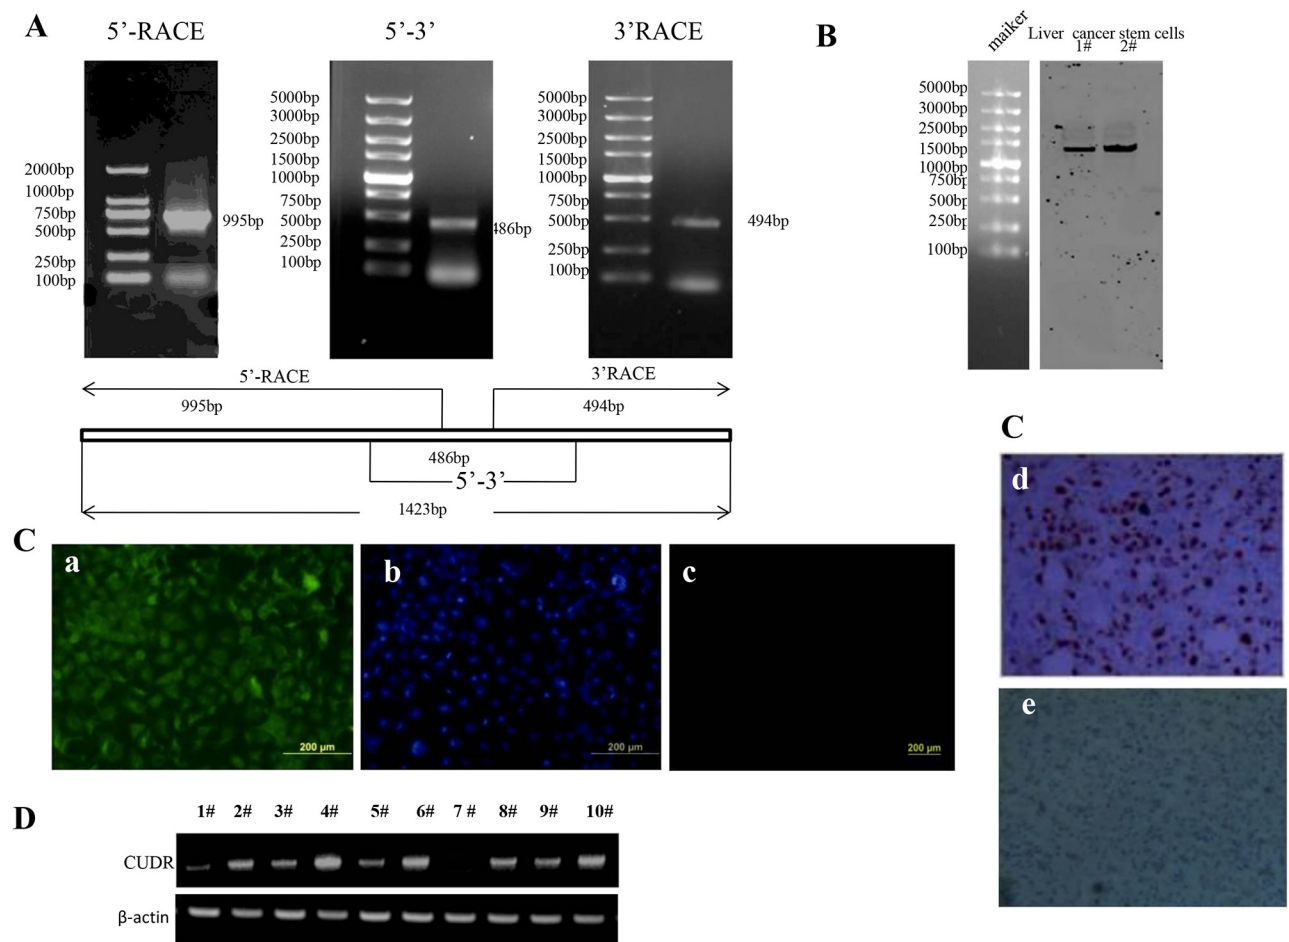 A
5’-RACE
5’-3’
3’RACE
2000bp
1000bp
750bp
500bp
250bp
100bp
995bp
5000bp
3000bp
2500bp
1500bp
1000bp
750bp
500bp
250bp
100bp
486bp
5000bp
3000bp
2500bp
1500bp
1000bp
750bp
500bp
250bp
100bp
494bp
5’-RACE
3’RACE
995bp
494bp
486bp
5’-3’
1423bp
B
maiker
Liver cancer stem cells
1# 2#
5000bp
3000bp
2500bp
1500bp
1000bp
750bp
500bp
250bp
100bp
C
a
200 µm
b
200 µm
c
200 µm
C
d
e
D
1# 2# 3# 4# 5# 6# 7 # 8# 9# 10#
CUDR
β-actin